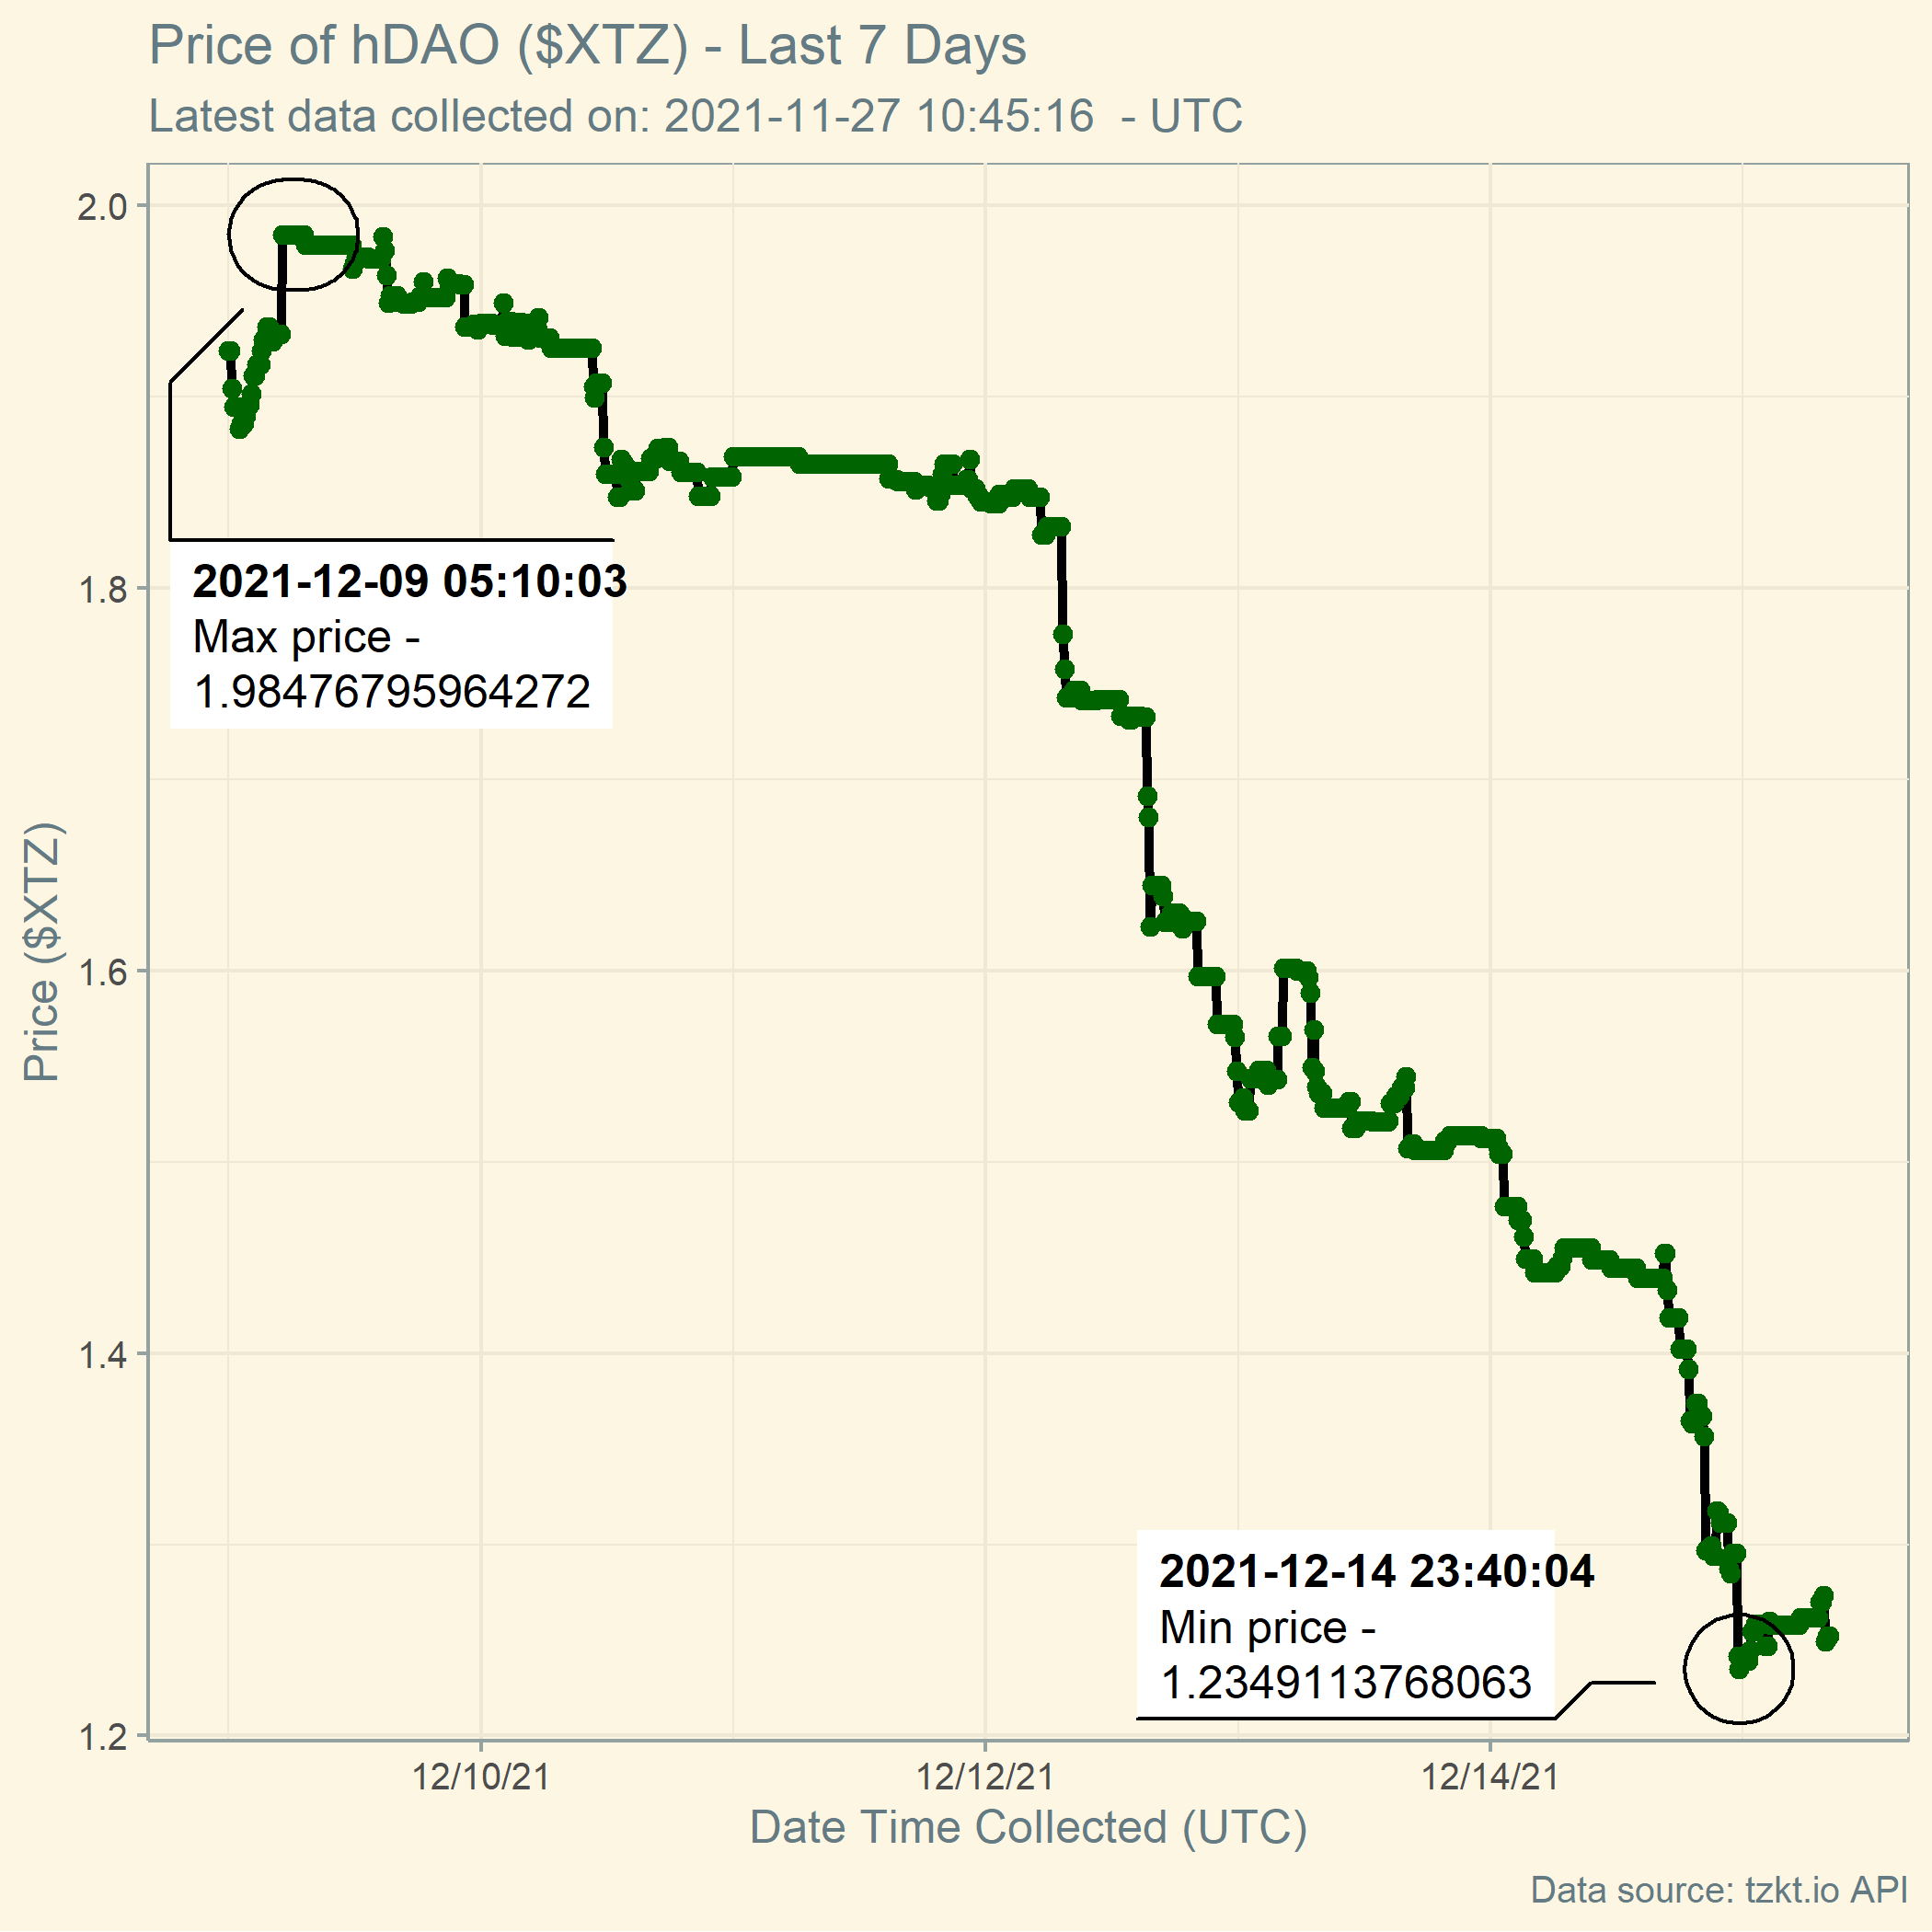 Price of hDAO ($XTZ) - Last 7 Days
Latest data collected on: 2021-11-27 10:45:16  - UTC
2.0
1.8
1.6
1.4
1.2
Price ($XTZ)
2021-12-09 05:10:03
Max price -
1.98476795964272
2021-12-14 23:40:04
Min price -
1.2349113768063
12/10/21
12/12/21
12/14/21
Date Time Collected (UTC)
Data source: tzkt.io API